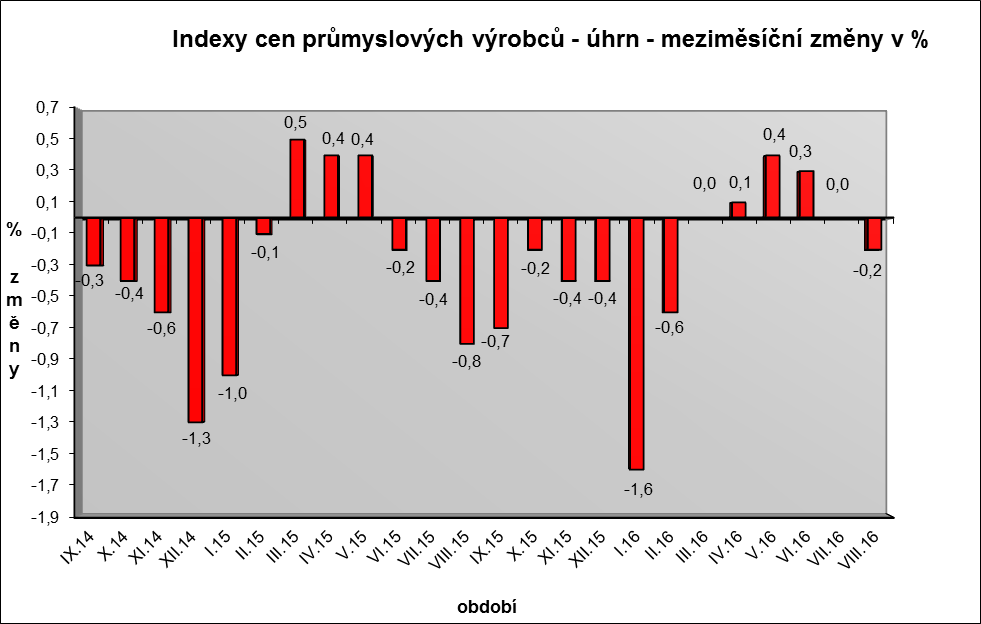 Indexy cen průmyslových výrobců - úhrn - meziměsíční změny v %
0,7
0,5
0,3
0,1
-0,1
-0,3
-0,5
-0,7
-0,9
-1,1
-1,3
-1,5
-1,7
-1,9
% změny
-0,3
-0,4
-0,6
-1,3
-1,0
-0,1
0,5
0,4
0,4
-0,2
-0,4
-0,8
-0,7
-0,2
-0,4
-0,4
-1,6
-0,6
0,0
0,1
0,4
0,3
0,0
-0,2
IX.14
X.14
XI.14
XII.14
I.15
II.15
III.15
IV.15
V.15
VI.15
VII.15
VIII.15
IX.15
X.15
XI.15
XII.15
I.16
II.16
III.16
IV.16
V.16
VI.16
VII.16
VIII.16
období